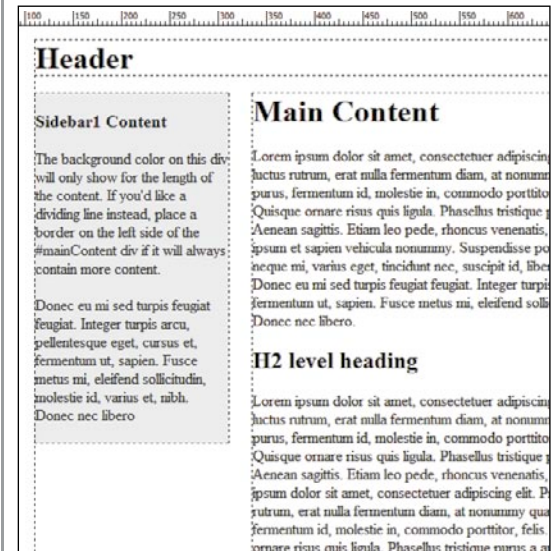 100 150 200 250 300 350 400 450 500 550 600
Header
Sidebar1 Content
The background color on this div
will only show for the length of
the content. If you'd like a
dividing line instead, place a
border on the left side of the
#mainContent div if it will always
contain more content.
Donec eu mi sed turpis feugiat
feugiat. Integer turpis arcu,
pellentesque eget, cursus et,
fermentum ut, sapien. Fusce
metus mi, eleifend sollicitudin,
molestie id, varius et, nibh.
Donec nec libero
Main Content
Lorem ipsum dolor sit amet, consectetuer adipiscin
luctus rutrum, erat nulla fermentum diam, at nonumm
purus, fermentum id, molestie in, commodo porttito
Quisque ornare risus quis ligula. Phasellus tristique
Aenean sagittis. Etiam leo pede, rhoncus venenatis,
ipsum et sapien vehicula nonummy. Suspendisse po
neque mi, varius eget, tincidunt nec, suscipit id, liber
Donec eu mi sed turpis feugiat feugiat. Integer turpi
fermentum ut, sapien. Fusce metus mi, eleifend solli
Donec nec libero.
H2 level heading
Lorem ipsum dolor sit amet, consectetuer adipiscin
luctus rutrum, erat nulla fermentum diam, at nonumm
purus, fermentum id, molestie in, commodo porttito
Quisque ornare risus quis ligula. Phasellus tristique
Aenean sagittis. Etiam leo pede, rhoncus venenatis,
ipsum dolor sit amet, consectetuer adipiscing elit. P
rutrum, erat nulla fermentum diam, at nonummy qua
fermentum id, molestie in, commodo porttitor, felis.
ornare risus quis ligula. Phasellus tristique purus a